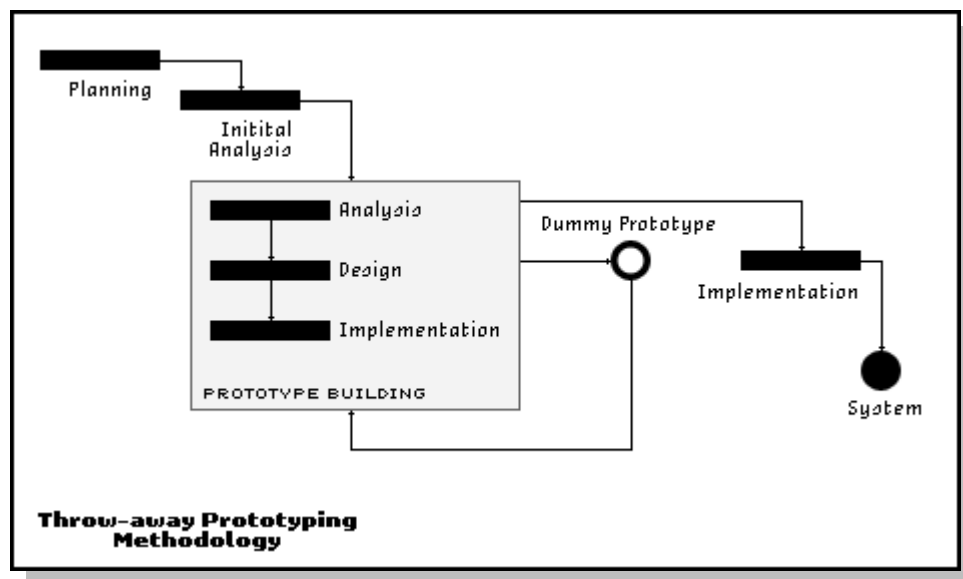 Planning
Initital
Analysis
Analysis
Dummy Prototype
Design
Implementation
Implementation
PROTOTYPE BUILDING
System
Throw-away Prototyping
Methodology